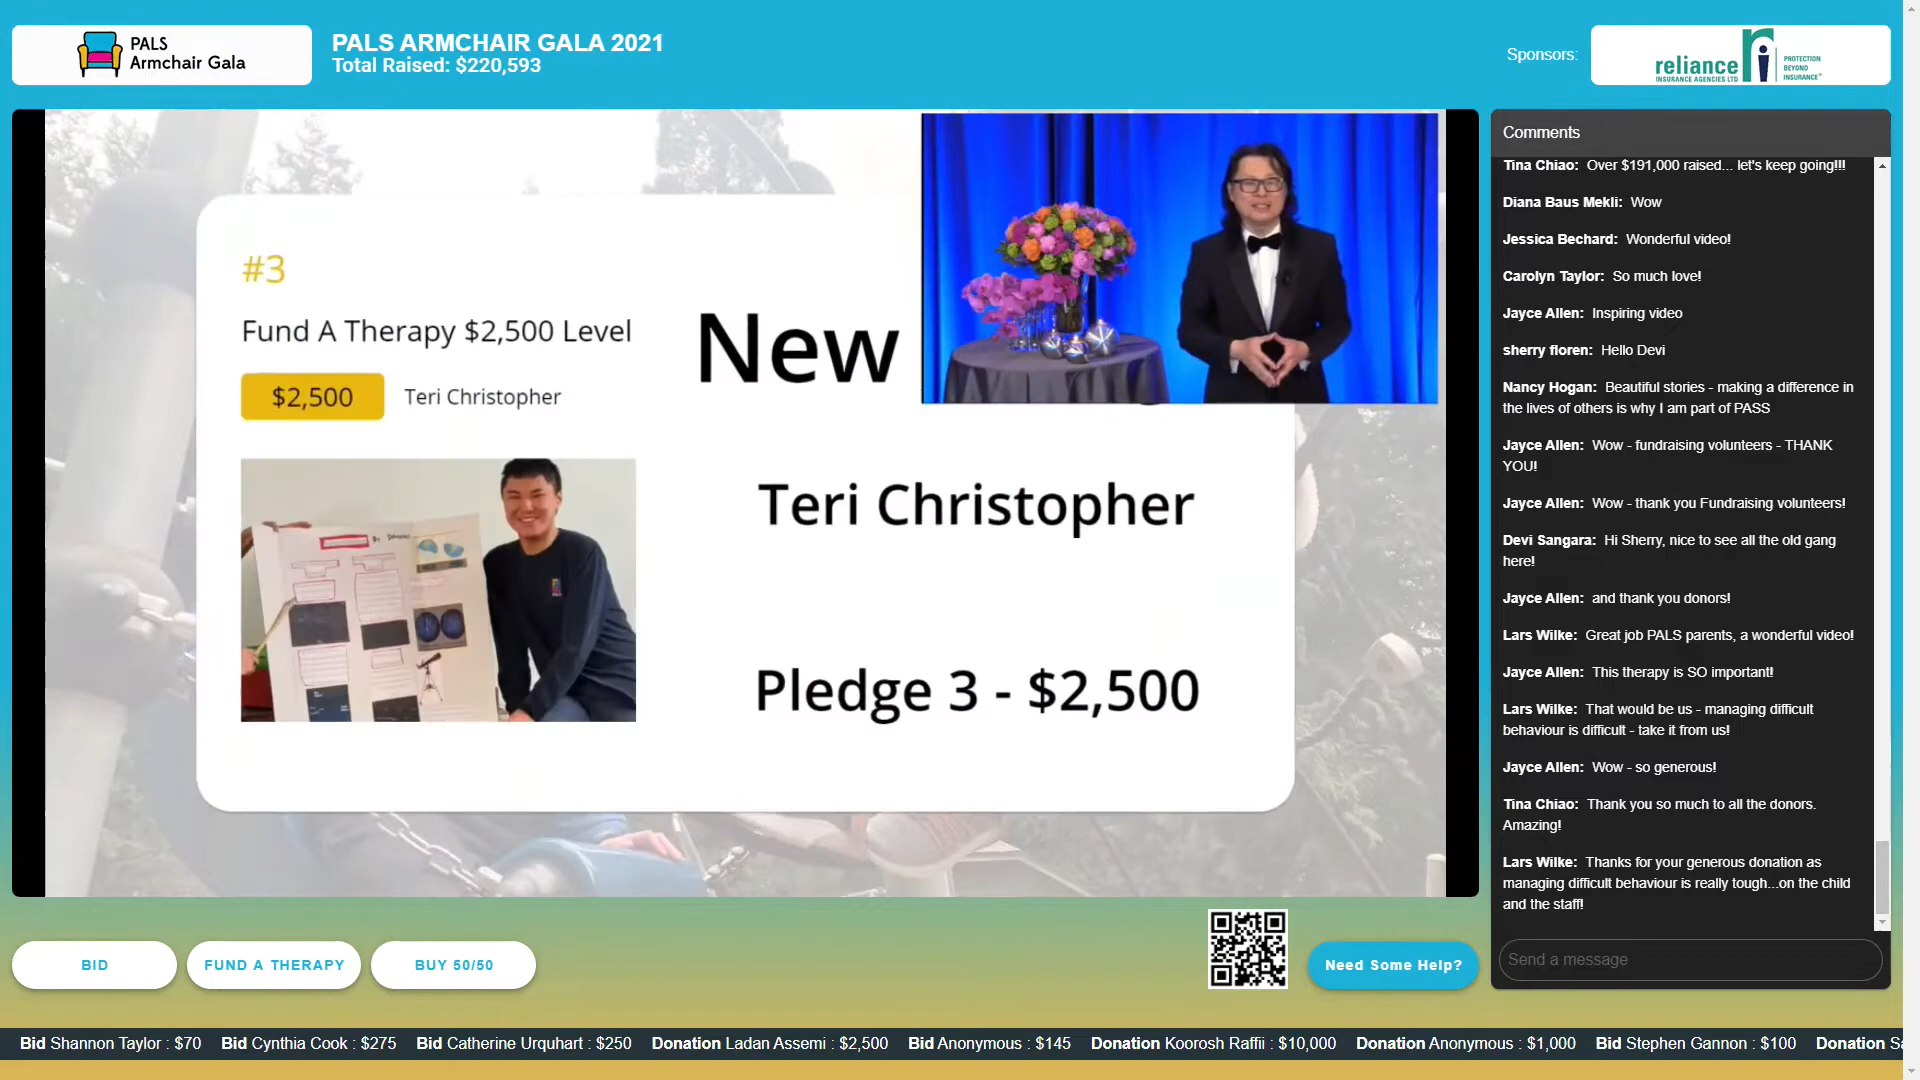 PALS
Armchair Gala
PALS ARMCHAIR GALA 2021
Total Raised: $220,593
Sponsors:
reliance
INSURANCE AGENCIES LTD
PROTECTION
BEYOND
INSURANCE
#3
Fund A Therapy $2,500 Level
$2,500 Teri Christopher
New
Teri Christopher
Pledge 3 - $2,500
Comments
Tina Chiao: Over $191,000 raised... let's keep going!!!
Diana Baus Mekli: Wow
Jessica Bechard: Wonderful video!
Carolyn Taylor: So much love!
Jayce Allen: Inspiring video
sherry floren: Hello Devi
Nancy Hogan: Beautiful stories - making a difference in
the lives of others is why I am part of PASS
Jayce Allen: Wow - fundraising volunteers - THANK
YOU!
Jayce Allen: Wow - thank you Fundraising volunteers!
Devi Sangara: Hi Sherry, nice to see all the old gang
here!
Jayce Allen: and thank you donors!
Lars Wilke: Great job PALS parents, a wonderful video!
Jayce Allen: This therapy is SO important!
Lars Wilke: That would be us - managing difficult
behaviour is difficult - take it from us!
Jayce Allen: Wow - so generous!
Tina Chiao: Thank you so much to all the donors.
Amazing!
Lars Wilke: Thanks for your generous donation as
managing difficult behaviour is really tough...on the child
and the staff!
Send a message
BID
FUND A THERAPY
BUY 50/50
Need Some Help?
Bid Shannon Taylor : $70 Bid Cynthia Cook : $275 Bid Catherine Urquhart : $250 Donation Ladan Assemi : $2,500 Bid Anonymous : $145 Donation Koorosh Raffii : $10,000 Donation Anonymous : $1,000 Bid Stephen Gannon : $100 Donation